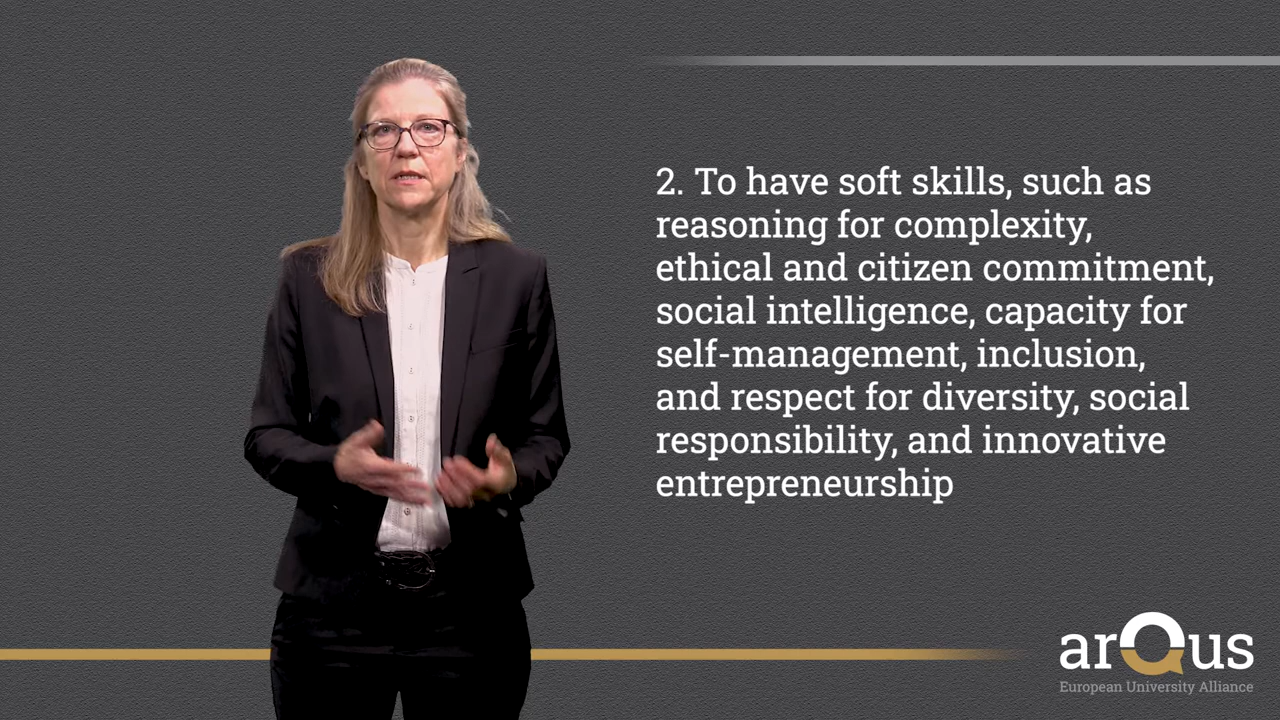 2. To have soft skills, such as
reasoning for complexity,
ethical and citizen commitment,
social intelligence, capacity for
self-management, inclusion,
and respect for diversity, social
responsibility, and innovative
entrepreneurship
arQus
European University Alliance